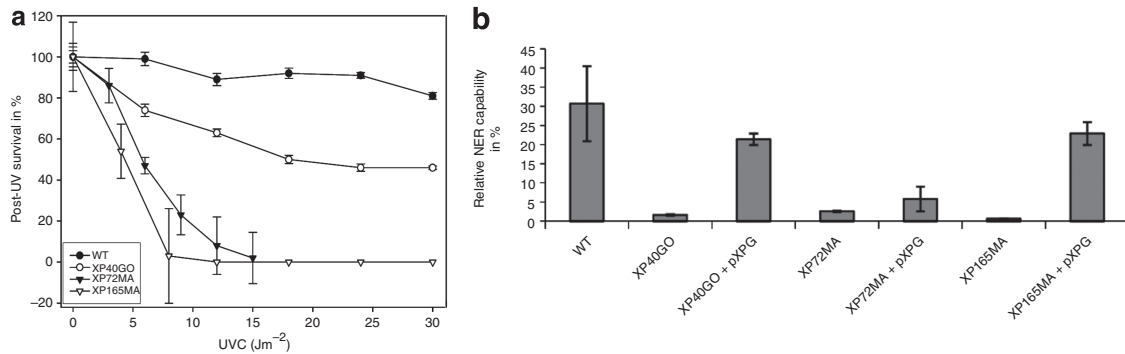 a
120
100
80
60
40
20
0
−20
Post-UV survival in %
WT
XP40GO
XP72MA
XP165MA
0 5 10 15 20 25 30
UVC (Jm−2)
b
45
40
35
30
25
20
15
10
5
0
Relative NER capability
in %
WT
XP40GO
XP40GO + pXPG
XP72MA
XP72MA + pXPG
XP165MA
XP165MA + pXPG